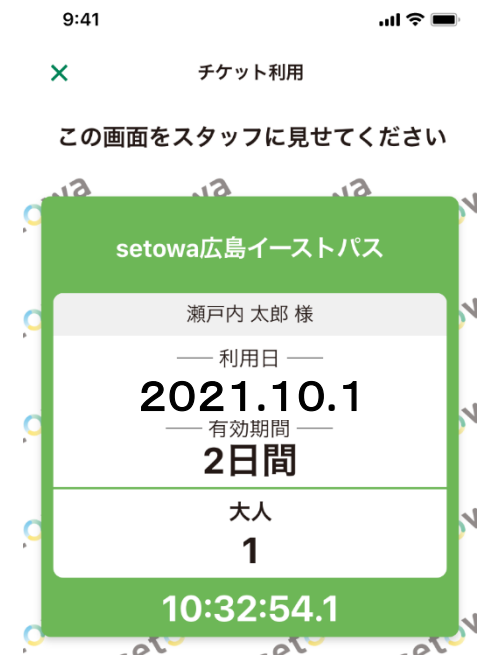 9:41
チケット利用
この画面をスタッフに見せてください
setowa広島イーストパス
瀬戸内 太郎 様
利用日
2021.10.1
有効期間
2日間
大人
1
10:32:54.1